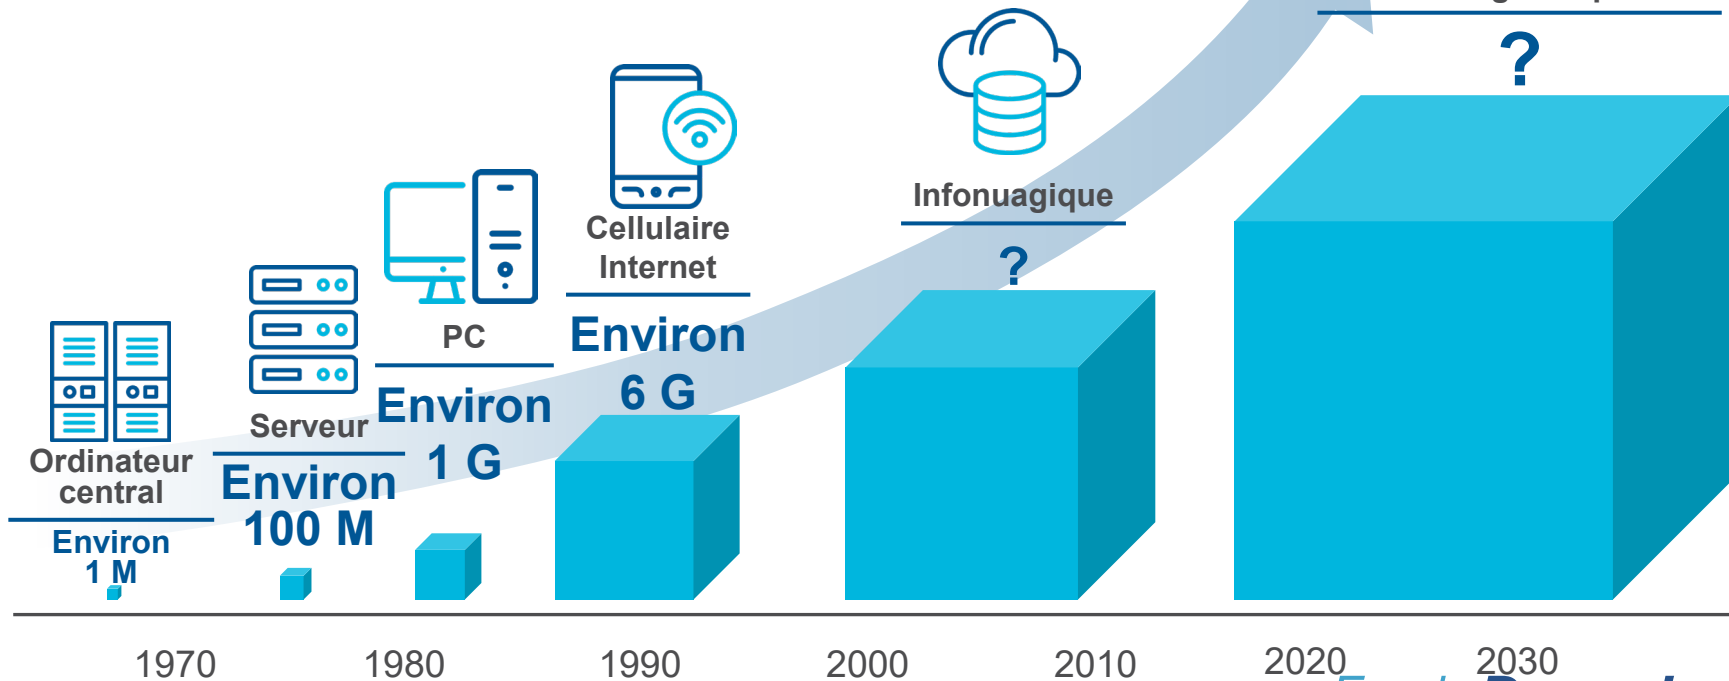 ?
Infonuagique
?
Cellulaire
Internet
Environ
6 G
PC
Environ
1 G
Serveur
Environ
100 M
Ordinateur
central
Environ
1 M
1970
1980
1990
2000
2010
2020
2030